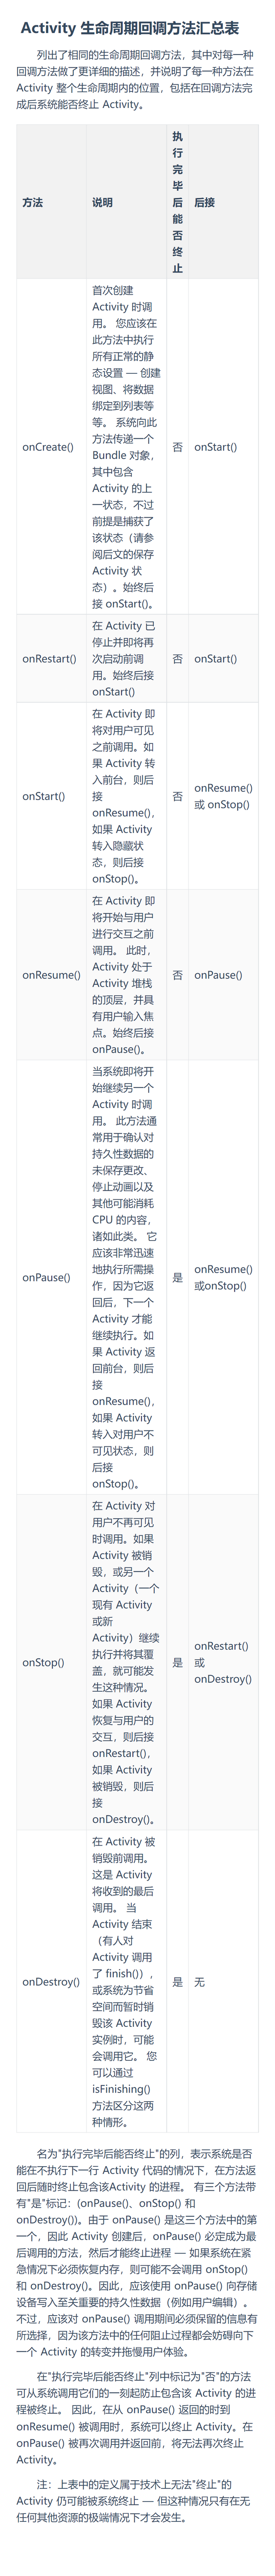 Activity 生命周期回调方法汇总表
列出了相同的生命周期回调方法，其中对每一种
回调方法做了更详细的描述，并说明了每一种方法在
Activity 整个生命周期内的位置，包括在回调方法完
成后系统能否终止 Activity。
方法
说明
执
行
完
毕
后
能
否
终
止
后接
onCreate()
首次创建
Activity 时调
用。 您应该在
此方法中执行
所有正常的静
态设置 — 创建
视图、将数据
绑定到列表等
等。 系统向此
方法传递一个
Bundle 对象，
其中包含
Activity 的上
一状态，不过
前提是捕获了
该状态（请参
阅后文的保存
Activity 状
态）。始终后
接 onStart()。
否
onStart()
onRestart()
在 Activity 已
停止并即将再
次启动前调
用。始终后接
onStart()
否
onStart()
onStart()
在 Activity 即
将对用户可见
之前调用。如
果 Activity 转
入前台，则后
接
onResume()，
如果 Activity
转入隐藏状
态，则后接
onStop()。
否
onResume()
或 onStop()
onResume()
在 Activity 即
将开始与用户
进行交互之前
调用。 此时，
Activity 处于
Activity 堆栈
的顶层，并具
有用户输入焦
点。始终后接
onPause()。
否
onPause()
onPause()
当系统即将开
始继续另一个
Activity 时调
用。 此方法通
常用于确认对
持久性数据的
未保存更改、
停止动画以及
其他可能消耗
CPU 的内容，
诸如此类。 它
应该非常迅速
地执行所需操
作，因为它返
回后，下一个
Activity 才能
继续执行。如
果 Activity 返
回前台，则后
接
onResume()，
如果 Activity
转入对用户不
可见状态，则
后接
onStop()。
是
onResume()
或onStop()
onStop()
在 Activity 对
用户不再可见
时调用。如果
Activity 被销
毁，或另一个
Activity（一个
现有 Activity
或新
Activity）继续
执行并将其覆
盖，就可能发
生这种情况。
如果 Activity
恢复与用户的
交互，则后接
onRestart()，
如果 Activity
被销毁，则后
接
onDestroy()。
是
onRestart()
或
onDestroy()
onDestroy()
在 Activity 被
销毁前调用。
这是 Activity
将收到的最后
调用。 当
Activity 结束
（有人对
Activity 调用
了 finish()），
或系统为节省
空间而暂时销
毁该 Activity
实例时，可能
会调用它。 您
可以通过
isFinishing()
方法区分这两
种情形。
是
无
名为"执行完毕后能否终止"的列，表示系统是否
能在不执行下一行 Activity 代码的情况下，在方法返
回后随时终止包含该Activity 的进程。 有三个方法带
有"是"标记：(onPause()、onStop() 和
onDestroy())。由于 onPause() 是这三个方法中的第
一个，因此 Activity 创建后，onPause() 必定成为最
后调用的方法，然后才能终止进程 — 如果系统在紧
急情况下必须恢复内存，则可能不会调用 onStop()
和 onDestroy()。因此，应该使用 onPause() 向存储
设备写入至关重要的持久性数据（例如用户编辑）。
不过，应该对 onPause() 调用期间必须保留的信息有
所选择，因为该方法中的任何阻止过程都会妨碍向下
一个 Activity 的转变并拖慢用户体验。
在"执行完毕后能否终止"列中标记为"否"的方法
可从系统调用它们的一刻起防止包含该 Activity 的进
程被终止。 因此，在从 onPause() 返回的时到
onResume() 被调用时，系统可以终止 Activity。在
onPause() 被再次调用并返回前，将无法再次终止
Activity。
注：上表中的定义属于技术上无法"终止"的
Activity 仍可能被系统终止 — 但这种情况只有在无
任何其他资源的极端情况下才会发生。